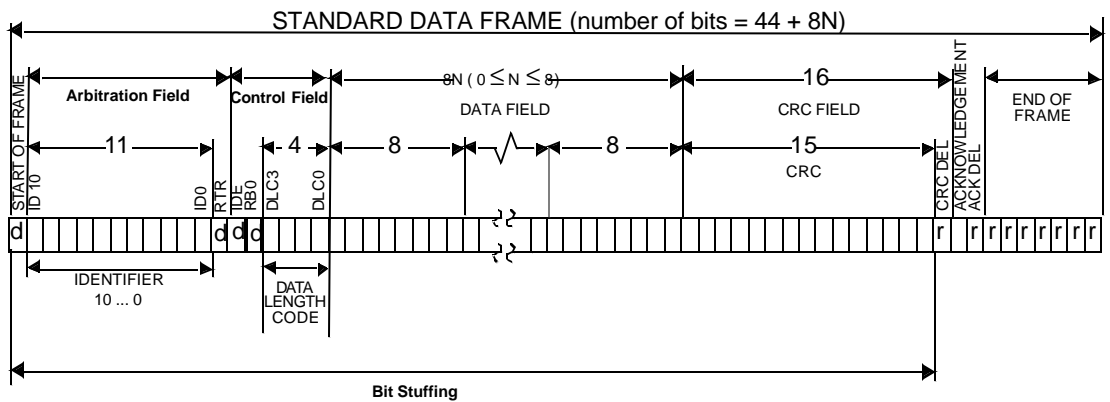 STANDARD DATA FRAME (number of bits = 44 + 8N)
START OF FRAME
Arbitration Field
Control Field
8N ( 0 ≤ N ≤ 8)
DATA FIELD
16
CRC FIELD
ACKNOWLEDGEMENT
END OF
FRAME
11
4
8
8
15
CRC
ID 10
ID0
RTR
IDE
RB0
DLC3
DLC0
CRC DEL
ACK DEL
d d d d r r r r r r r r r
IDENTIFIER
10 ... 0
DATA
LENGTH
CODE
Bit Stuffing